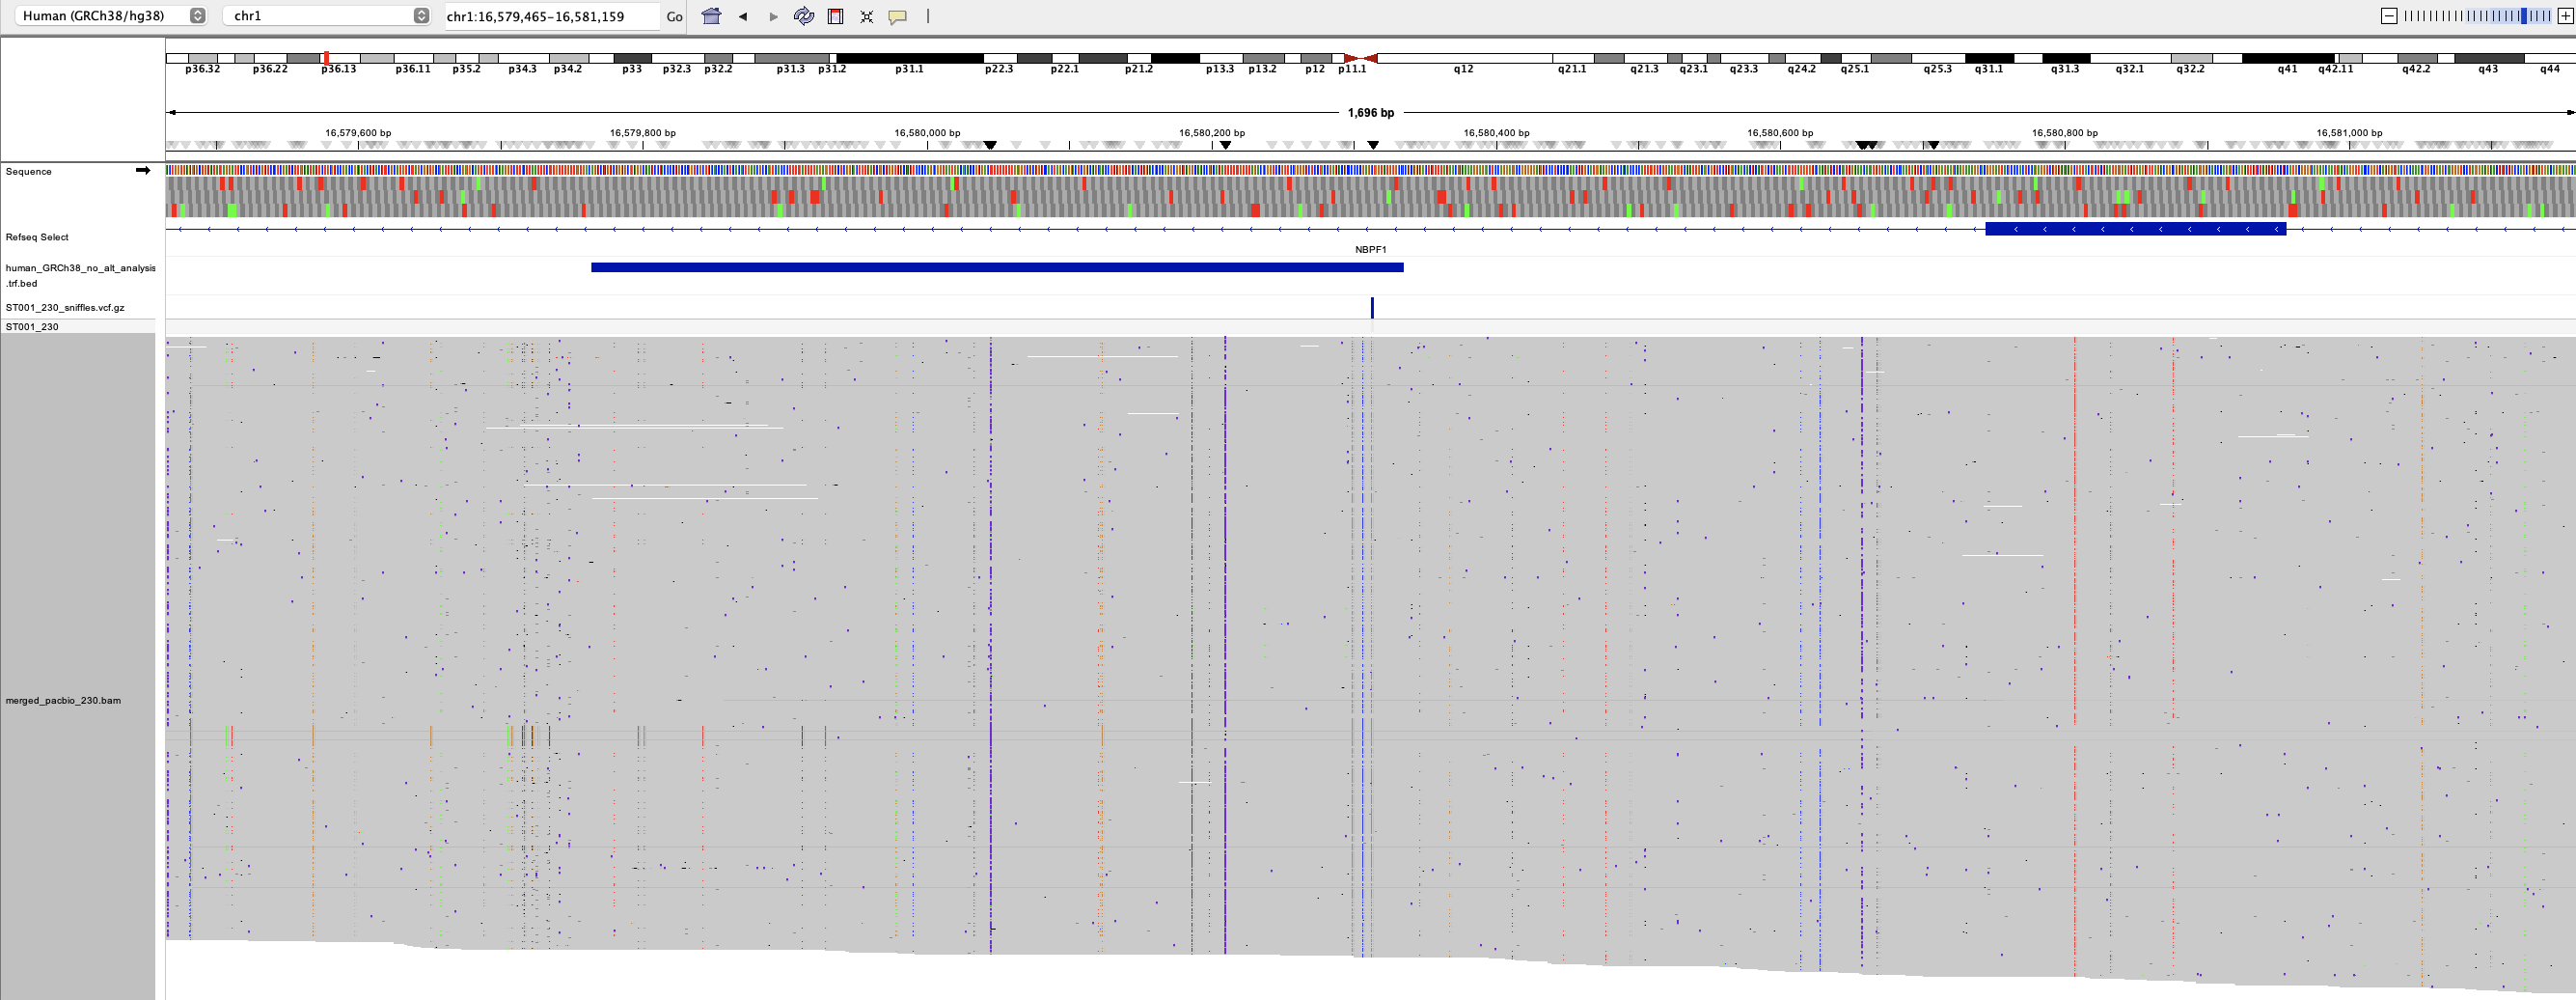 Human (GRCh38/hg38) chr1 chr1:16,579,465-16,581,159 Go
p36.32 p36.22 p36.13 p36.11 p35.2 p34.3 p34.2 p33 p32.3 p32.2 p31.3 p31.2 p31.1 p22.3 p22.1 p21.2 p13.3 p13.2 p12 p11.1 q12 q21.1 q21.3 q23.1 q23.3 q24.2 q25.1 q25.3 q31.1 q31.3 q32.1 q32.2 q41 q42.11 q42.2 q43 q44
1,696 bp
16,579,600 bp 16,579,800 bp 16,580,000 bp 16,580,200 bp 16,580,400 bp 16,580,600 bp 16,580,800 bp 16,581,000 bp
Sequence
Refseq Select
NBPF1
human_GRCh38_no_alt_analysis
.trf.bed
ST001_230_sniffles.vcf.gz
ST001_230
merged_pacbio_230.bam